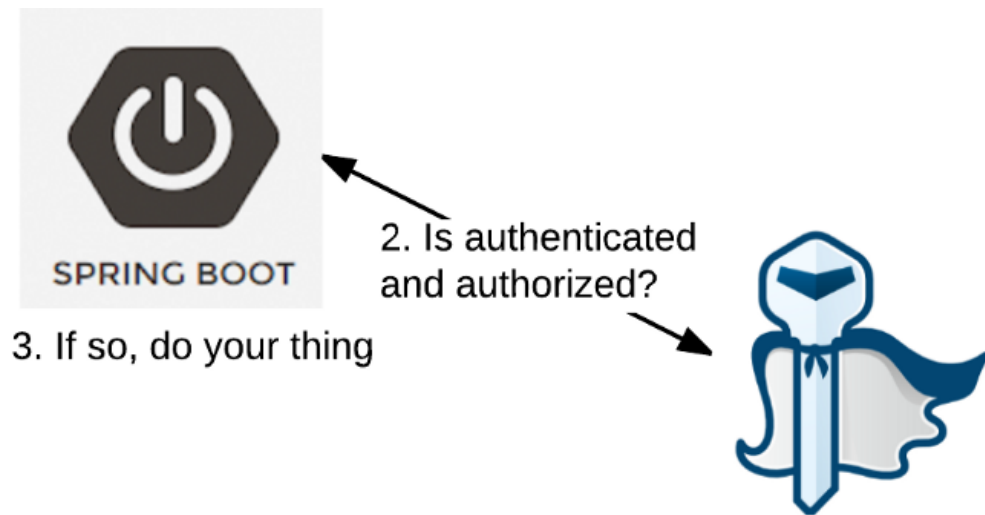 SPRING BOOT
2. Is authenticated
and authorized?
3. If so, do your thing